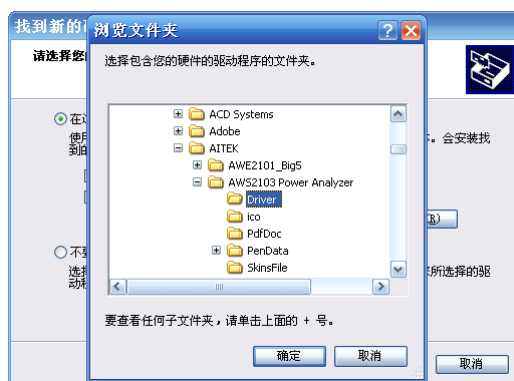 找到新的
浏览文件夹
请选择您
选择包含您的硬件的驱动程序的文件夹。
ACD Systems
Adobe
AITEK
AWE2101_Big5
AWS2103 Power Analyzer
Driver
ico
PdfDoc
PenData
SkinsFile
在
使
。会安装找
到
(R)
不
选
所选择的驱
动
要查看任何子文件夹，请单击上面的 + 号。
确定
取消
取消